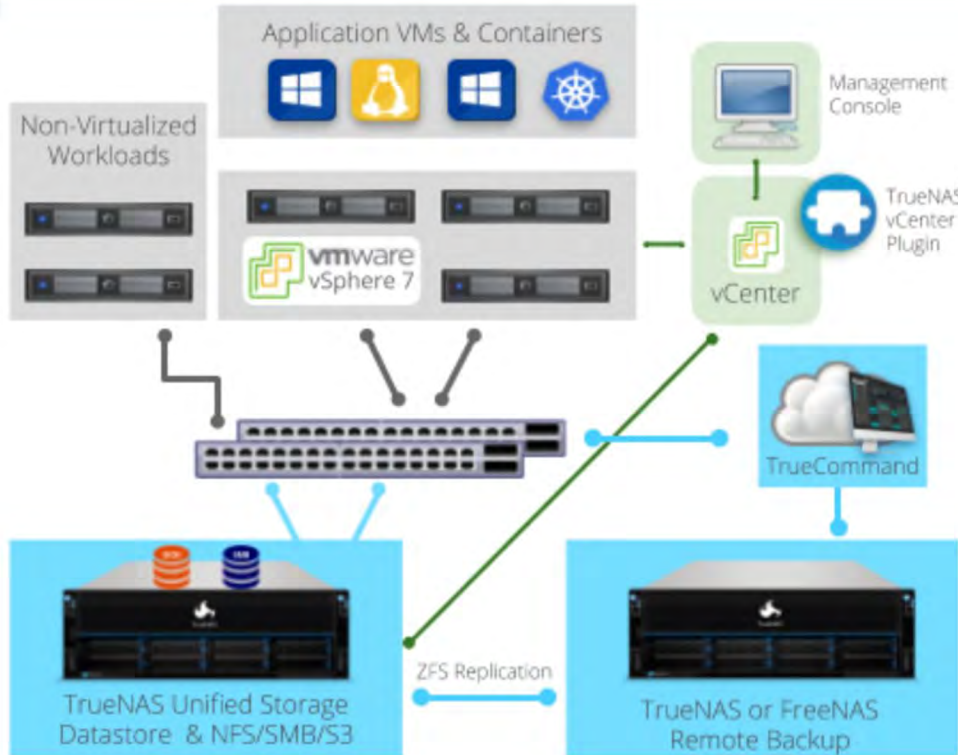 Application VMs & Containers
Management
Console
Non-Virtualized
Workloads
TrueNAS
vCenter
Plugin
vmware
vSphere 7
vCenter
TrueCommand
ZFS Replication
TrueNAS Unified Storage
Datastore & NFS/SMB/S3
TrueNAS or FreeNAS
Remote Backup